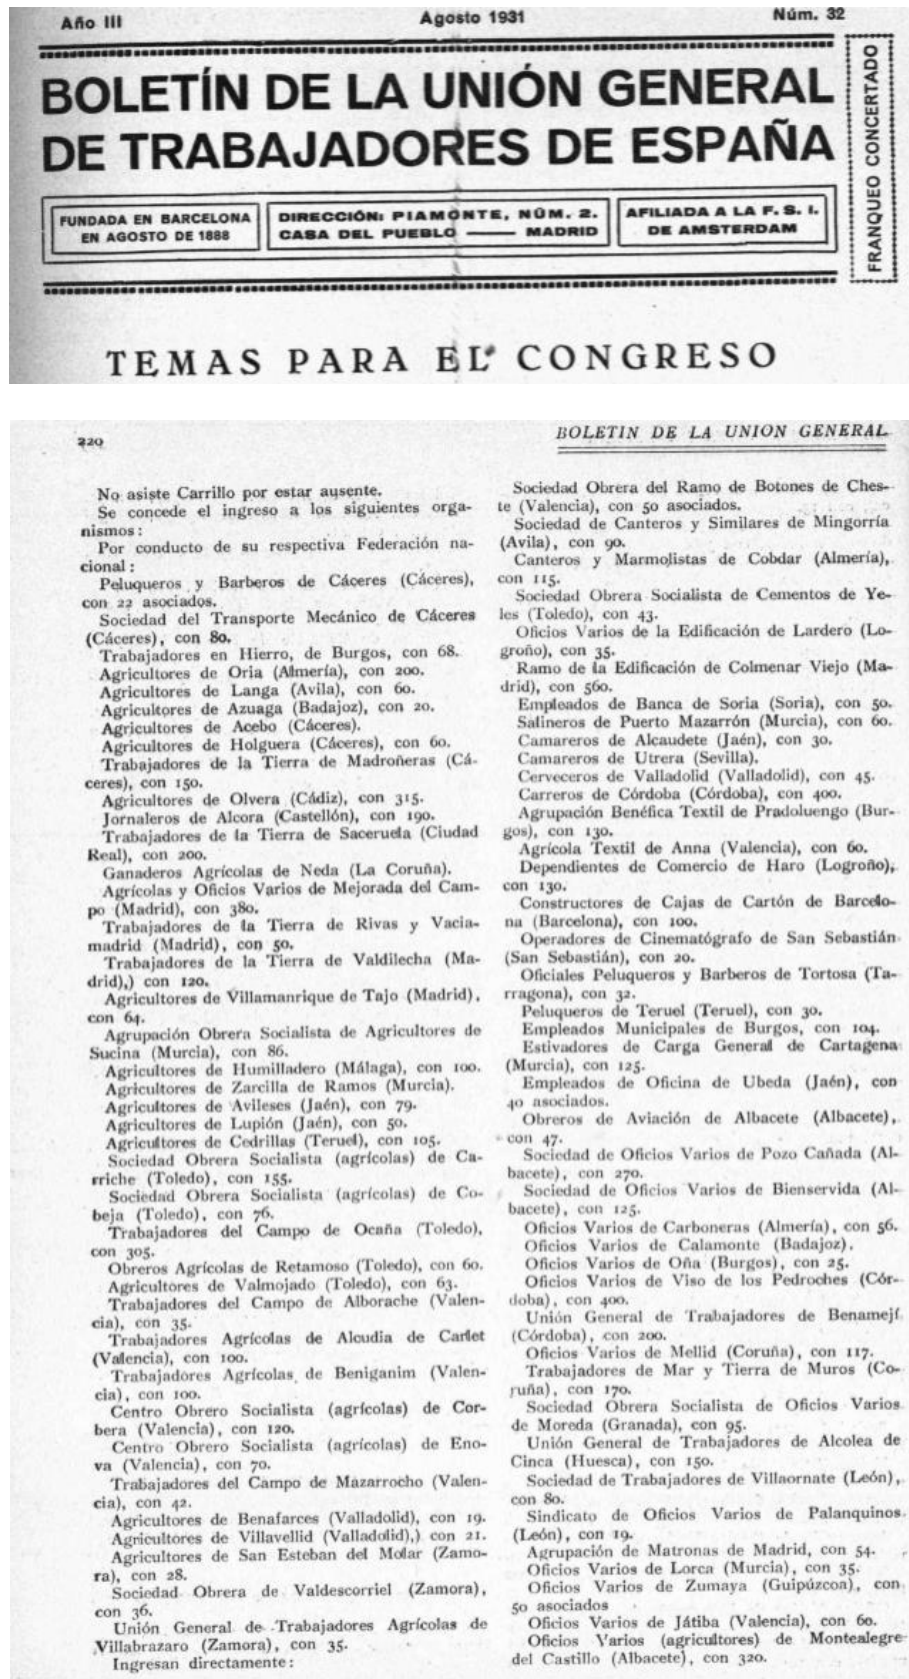 Año III
Agosto 1931
Núm. 32
BOLETÍN DE LA UNIÓN GENERAL
DE TRABAJADORES DE ESPAÑA
FRANQUEO CONCERTADO
FUNDADA EN BARCELONA
EN AGOSTO DE 1888
DIRECCIÓN: PIAMONTE, NÚM. 2.
CASA DEL PUEBLO —— MADRID
AFILIADA A LA F. S. I.
DE AMSTERDAM
TEMAS PARA EL CONGRESO
220
BOLETIN DE LA UNION GENERAL
No asiste Carrillo por estar ausente.
Se concede el ingreso a los siguientes orga-
nismos:
Por conducto de su respectiva Federación na-
cional:
Peluqueros y Barberos de Cáceres (Cáceres),
con 22 asociados.
Sociedad del Transporte Mecánico de Cáceres
(Cáceres), con 80.
Trabajadores en Hierro, de Burgos, con 68.
Agricultores de Oria (Almería), con 200.
Agricultores de Langa (Avila), con 60.
Agricultores de Azuaga (Badajoz), con 20.
Agricultores de Acebo (Cáceres).
Agricultores de Holguera (Cáceres), con 60.
Trabajadores de la Tierra de Madroñeras (Cá-
ceres), con 150.
Agricultores de Olvera (Cádiz), con 315.
Jornaleros de Alcora (Castellón), con 190.
Trabajadores de la Tierra de Saceruela (Ciudad
Real), con 200.
Ganaderos Agrícolas de Neda (La Coruña).
Agrícolas y Oficios Varios de Mejorada del Cam-
po (Madrid), con 380.
Trabajadores de la Tierra de Rivas y Vacia-
madrid (Madrid), con 50.
Trabajadores de la Tierra de Valdilecha (Ma-
drid),) con 120.
Agricultores de Villamanrique de Tajo (Madrid),
con 64.
Agrupación Obrera Socialista de Agricultores de
Sucina (Murcia), con 86.
Agricultores de Humilladero (Málaga), con 100.
Agricultores de Zarcilla de Ramos (Murcia).
Agricultores de Avileses (Jaén), con 79.
Agricultores de Lupión (Jaén), con 50.
Agricultores de Cedrillas (Teruel), con 105.
Sociedad Obrera Socialista (agrícolas) de Ca-
rriche (Toledo), con 155.
Sociedad Obrera Socialista (agrícolas) de Co-
beja (Toledo), con 76.
Trabajadores del Campo de Ocaña (Toledo),
con 305.
Obreros Agrícolas de Retamoso (Toledo), con 60.
Agricultores de Valmojado (Toledo), con 63.
Trabajadores del Campo de Alborache (Valen-
cia), con 35.
Trabajadores Agrícolas de Alcudia de Carlet
(Valencia), con 100.
Trabajadores Agrícolas de Beniganim (Valen-
cia), con 100.
Centro Obrero Socialista (agrícolas) de Cor-
bera (Valencia), con 120.
Centro Obrero Socialista (agrícolas) de Eno-
va (Valencia), con 70.
Trabajadores del Campo de Mazarrocho (Valen-
cia), con 42.
Agricultores de Benafarces (Valladolid), con 19.
Agricultores de Villavellid (Valladolid),) con 21.
Agricultores de San Esteban del Molar (Zamo-
ra), con 28.
Sociedad Obrera de Valdescorriel (Zamora),
con 36.
Unión General de Trabajadores Agrícolas de
Villabrazaro (Zamora), con 35.
Ingresan directamente:
Sociedad Obrera del Ramo de Botones de Ches-
te (Valencia), con 50 asociados.
Sociedad de Canteros y Similares de Mingorría
(Avila), con 90.
Canteros y Marmolistas de Cobdar (Almería),
con 115.
Sociedad Obrera Socialista de Cementos de Ye-
les (Toledo), con 43.
Oficios Varios de la Edificación de Lardero (Lo-
groño), con 35.
Ramo de la Edificación de Colmenar Viejo (Ma-
drid), con 560.
Empleados de Banca de Soria (Soria), con 50.
Salineros de Puerto Mazarrón (Murcia), con 60.
Camareros de Alcaudete (Jaén), con 30.
Camareros de Utrera (Sevilla).
Cerveceros de Valladolid (Valladolid), con 45.
Carreros de Córdoba (Córdoba), con 400.
Agrupación Benéfica Textil de Pradoluengo (Bur-
gos), con 130.
Agrícola Textil de Anna (Valencia), con 60.
Dependientes de Comercio de Haro (Logroño),
con 130.
Constructores de Cajas de Cartón de Barcelo-
na (Barcelona), con 100.
Operadores de Cinematógrafo de San Sebastián
(San Sebastián), con 20.
Oficiales Peluqueros y Barberos de Tortosa (Ta-
rragona), con 32.
Peluqueros de Teruel (Teruel), con 30.
Empleados Municipales de Burgos, con 104.
Estivadores de Carga General de Cartagena
(Murcia), con 125.
Empleados de Oficina de Ubeda (Jaén), con
40 asociados.
Obreros de Aviación de Albacete (Albacete),
con 47.
Sociedad de Oficios Varios de Pozo Cañada (Al-
bacete), con 270.
Sociedad de Oficios Varios de Bienservida (Al-
bacete), con 125.
Oficios Varios de Carboneras (Almería), con 56.
Oficios Varios de Calamonte (Badajoz).
Oficios Varios de Oña (Burgos), con 25.
Oficios Varios de Viso de los Pedroches (Cór-
doba), con 400.
Unión General de Trabajadores de Benamejí
(Córdoba), con 200.
Oficios Varios de Mellid (Coruña), con 117.
Trabajadores de Mar y Tierra de Muros (Co-
ruña), con 170.
Sociedad Obrera Socialista de Oficios Varios
de Moreda (Granada), con 95.
Unión General de Trabajadores de Alcolea de
Cinca (Huesca), con 150.
Sociedad de Trabajadores de Villaornate (León),
con 80.
Sindicato de Oficios Varios de Palanquinos
(León), con 19.
Agrupación de Matronas de Madrid, con 54.
Oficios Varios de Lorca (Murcia), con 35.
Oficios Varios de Zumaya (Guipúzcoa), con
50 asociados
Oficios Varios de Játiba (Valencia), con 60.
Oficios Varios (agricultores) de Montealegre
del Castillo (Albacete), con 320.